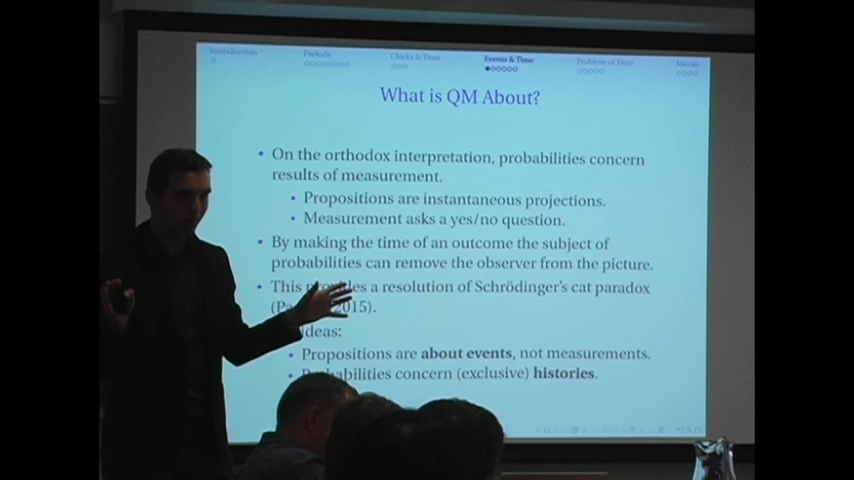 Introduction Prelude Clocks & Time Events & Time Problem of Time Morals
What is QM About?
• On the orthodox interpretation, probabilities concern
results of measurement.
• Propositions are instantaneous projections.
• Measurement asks a yes/no question.
• By making the time of an outcome the subject of
probabilities can remove the observer from the picture.
• This a resolution of Schrödinger's cat paradox
2015).
Ideas:
• Propositions are about events, not measurements.
• Probabilities concern (exclusive) histories.